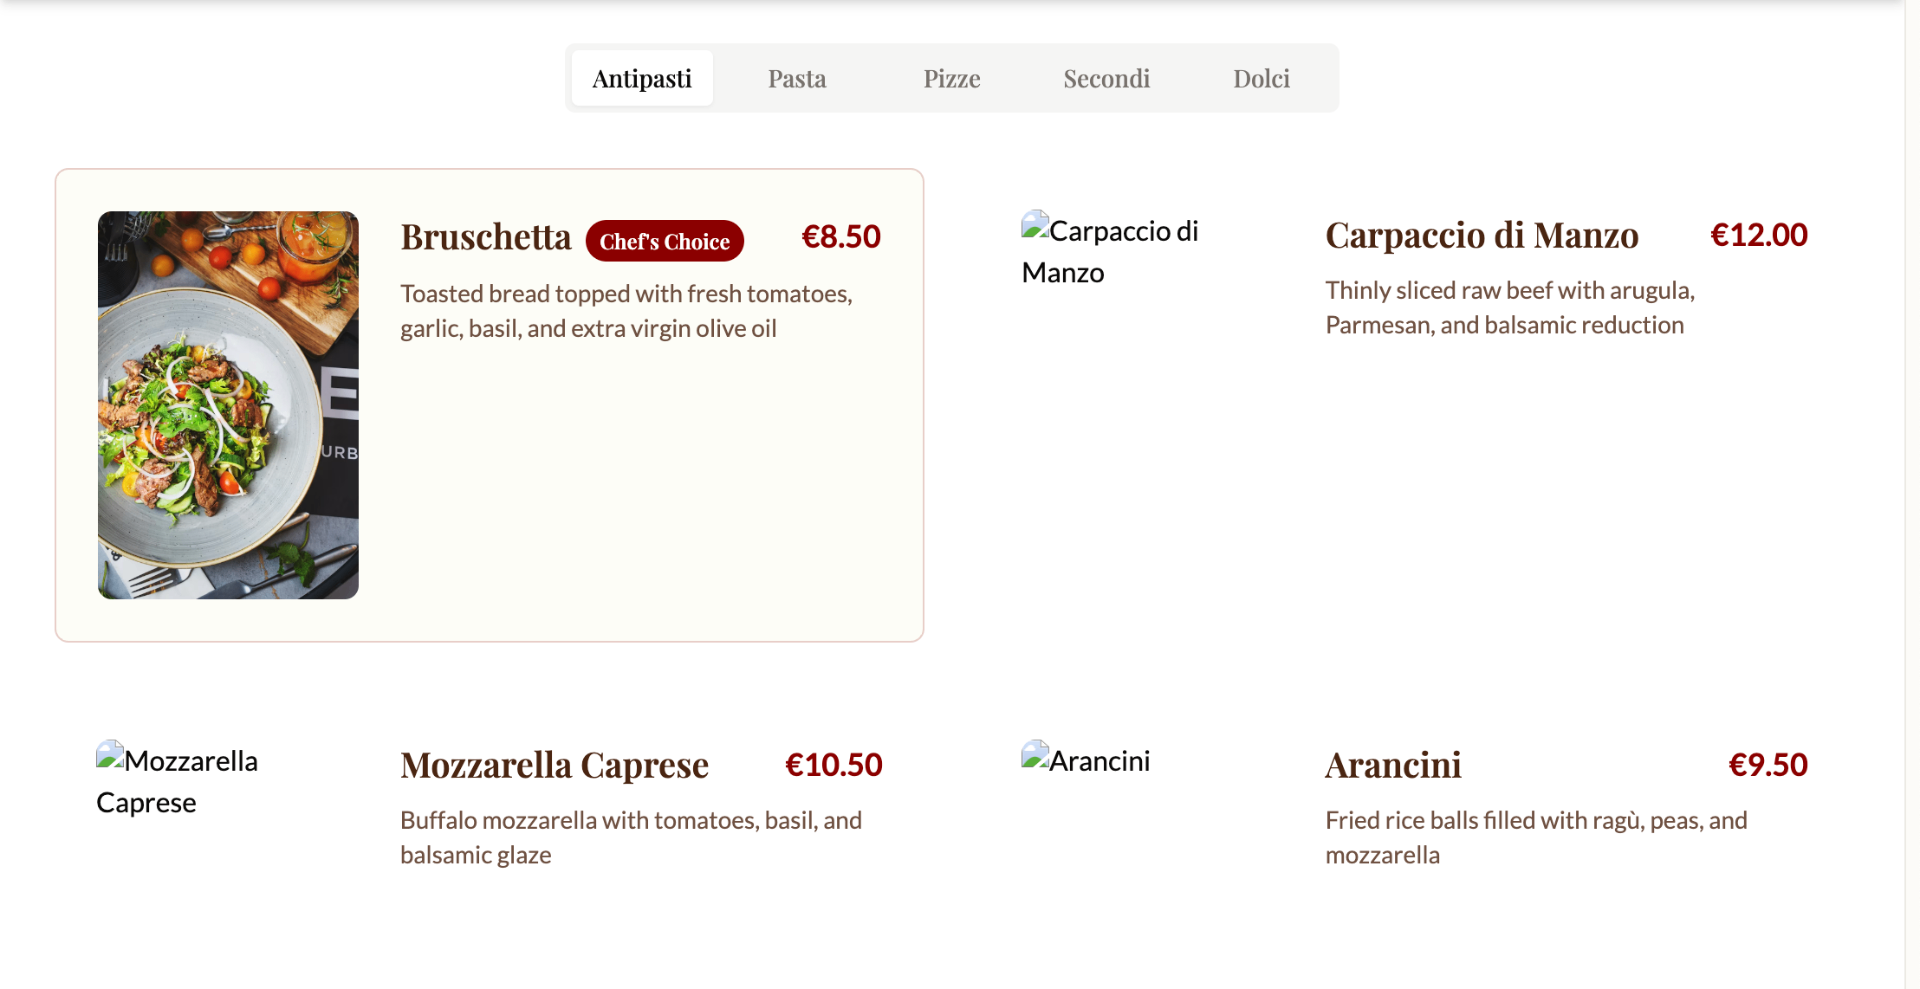 Antipasti
Pasta
Pizze
Secondi
Dolci
Bruschetta
Chef's Choice
€8.50
Toasted bread topped with fresh tomatoes,
garlic, basil, and extra virgin olive oil
E
URB
Carpaccio di
Manzo
Carpaccio di Manzo
€12.00
Thinly sliced raw beef with arugula,
Parmesan, and balsamic reduction
Mozzarella
Caprese
Mozzarella Caprese
€10.50
Buffalo mozzarella with tomatoes, basil, and
balsamic glaze
Arancini
Arancini
€9.50
Fried rice balls filled with ragù, peas, and
mozzarella